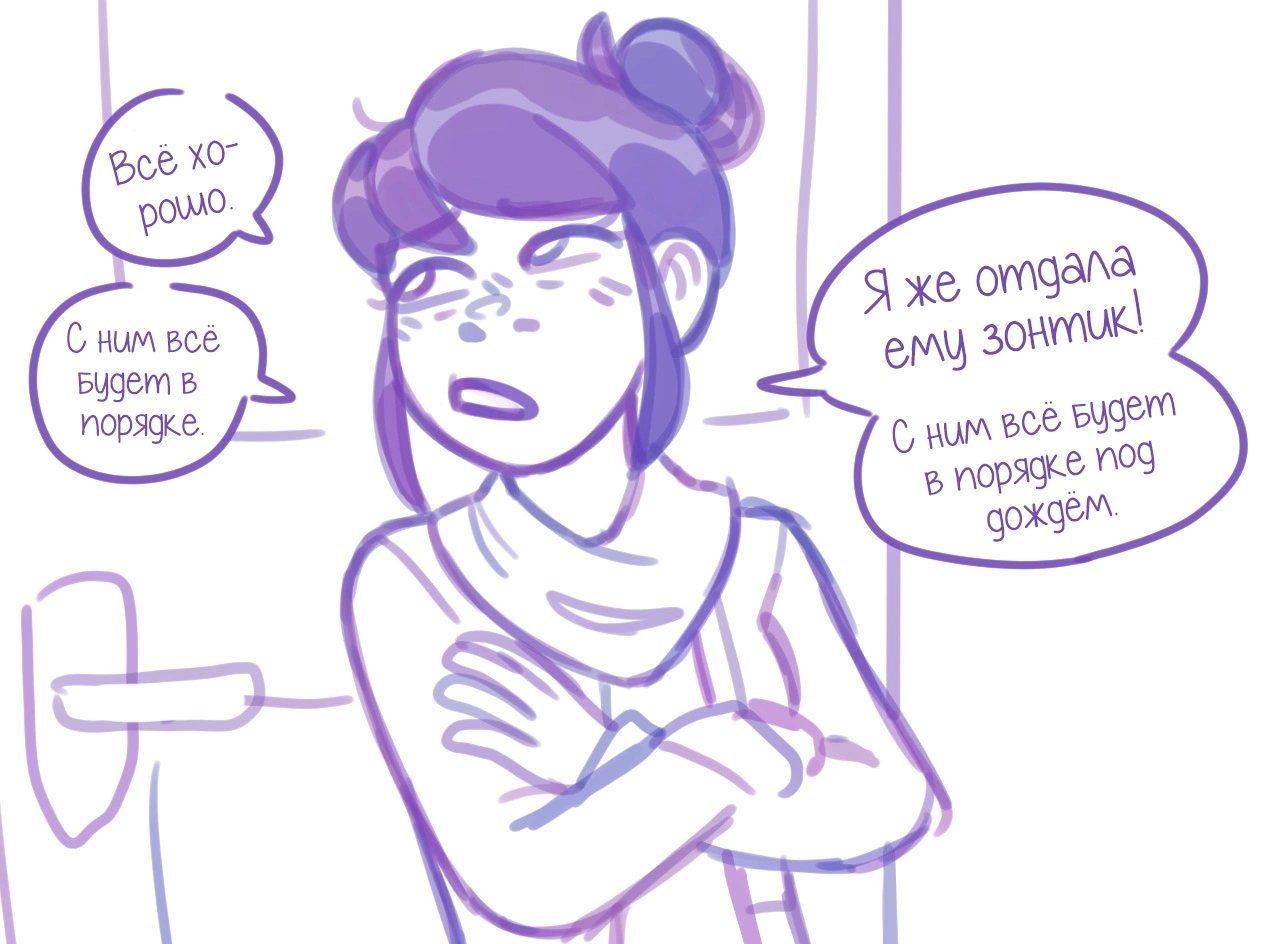 Всё хо-
рошо.
С ним всё
будет в
порядке.
Я же отдала
ему зонтик!
С ним всё будет
в порядке под
дождём.